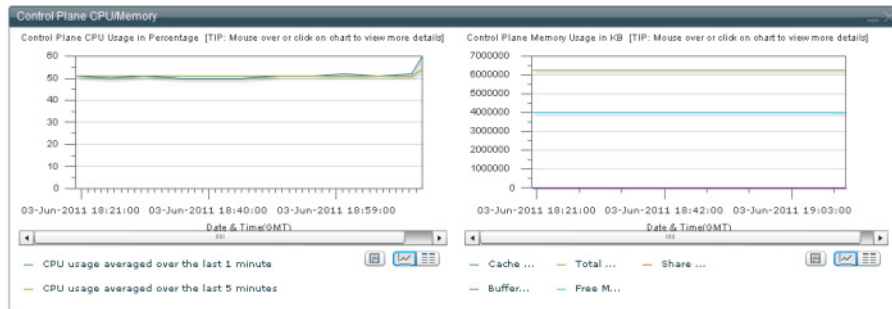 Control Plane CPU/Memory
Control Plane CPU Usage in Percentage [TIP: Mouse over or click on chart to view more details]
60
50
40
30
20
10
0
03-Jun-2011 18:21:00 03-Jun-2011 18:40:00 03-Jun-2011 18:59:00
Date & Time(GMT)
CPU usage averaged over the last 1 minute
CPU usage averaged over the last 5 minutes
Control Plane Memory Usage in KB [TIP: Mouse over or click on chart to view more details]
7000000
6000000
5000000
4000000
3000000
2000000
1000000
0
03-Jun-2011 18:21:00 03-Jun-2011 18:42:00 03-Jun-2011 19:03:00
Date & Time(GMT)
Cache ... Total ... Share ...
Buffer... Free M...